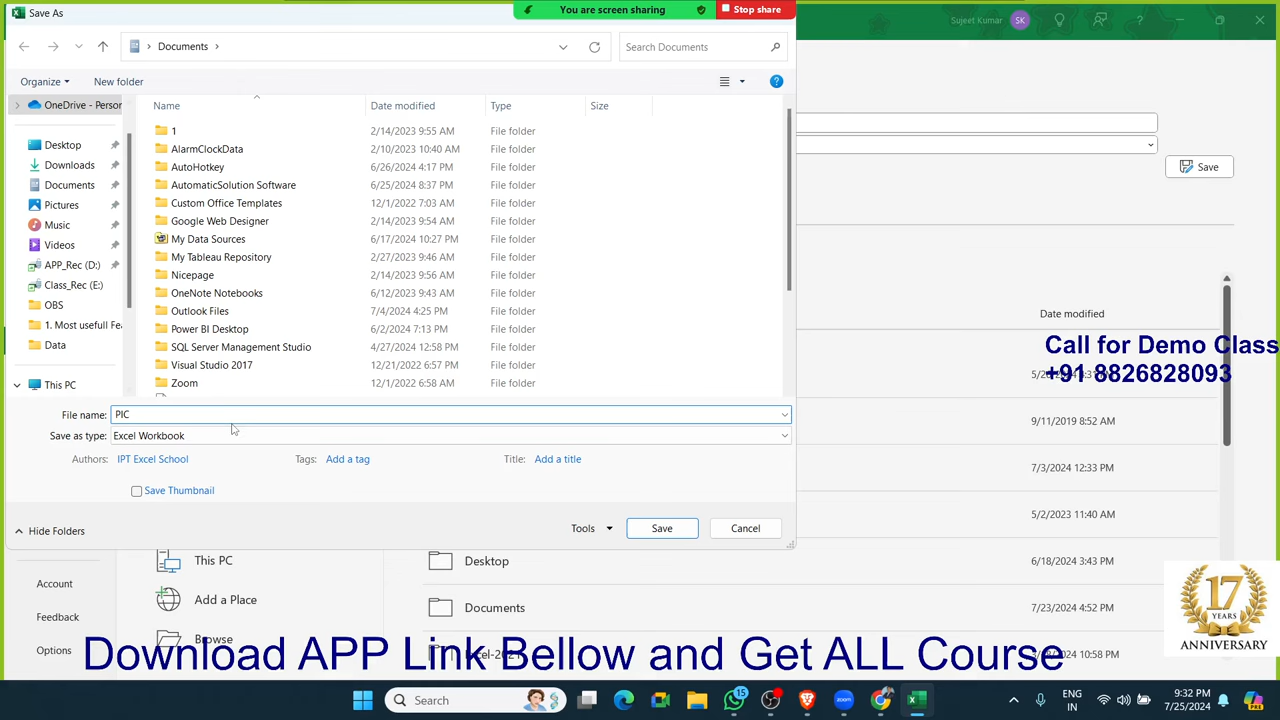 Save As
You are screen sharing
Stop share
Sujeet Kumar
SK
Documents
Search Documents
Organize
New folder
OneDrive - Person
Name
Date modified
Type
Size
1
2/14/2023 9:55 AM
File folder
Desktop
AlarmClockData
2/10/2023 10:40 AM
File folder
Downloads
AutoHotkey
6/26/2024 4:17 PM
File folder
Save
Documents
AutomaticSolution Software
6/25/2024 8:37 PM
File folder
Pictures
Custom Office Templates
12/1/2022 7:03 AM
File folder
Music
Google Web Designer
2/14/2023 9:54 AM
File folder
Videos
My Data Sources
6/17/2024 10:27 PM
File folder
APP_Rec (D:)
My Tableau Repository
2/27/2023 9:46 AM
File folder
Class_Rec (E:)
Nicepage
2/14/2023 9:56 AM
File folder
OBS
OneNote Notebooks
6/12/2023 9:43 AM
File folder
1. Most usefull Fea
Outlook Files
7/4/2024 4:25 PM
File folder
Date modified
Data
Power BI Desktop
6/2/2024 7:13 PM
File folder
SQL Server Management Studio
4/27/2024 12:58 PM
File folder
Call for Demo Class
This PC
Visual Studio 2017
12/21/2022 6:57 PM
File folder
+91 8826828093
Zoom
12/1/2022 6:58 AM
File folder
File name:
PIC
9/11/2019 8:52 AM
Save as type:
Excel Workbook
Authors:
IPT Excel School
Tags:
Add a tag
Title:
Add a title
7/3/2024 12:33 PM
Save Thumbnail
5/2/2023 11:40 AM
Hide Folders
Tools
Save
Cancel
This PC
Desktop
6/18/2024 3:43 PM
Account
Add a Place
Documents
7/23/2024 4:52 PM
Feedback
17
YEARS
ANNIVERSARY
Options
Browse
10:58 PM
Download APP Link Bellow and Get ALL Course
Search
15
ENG
IN
9:32 PM
7/25/2024